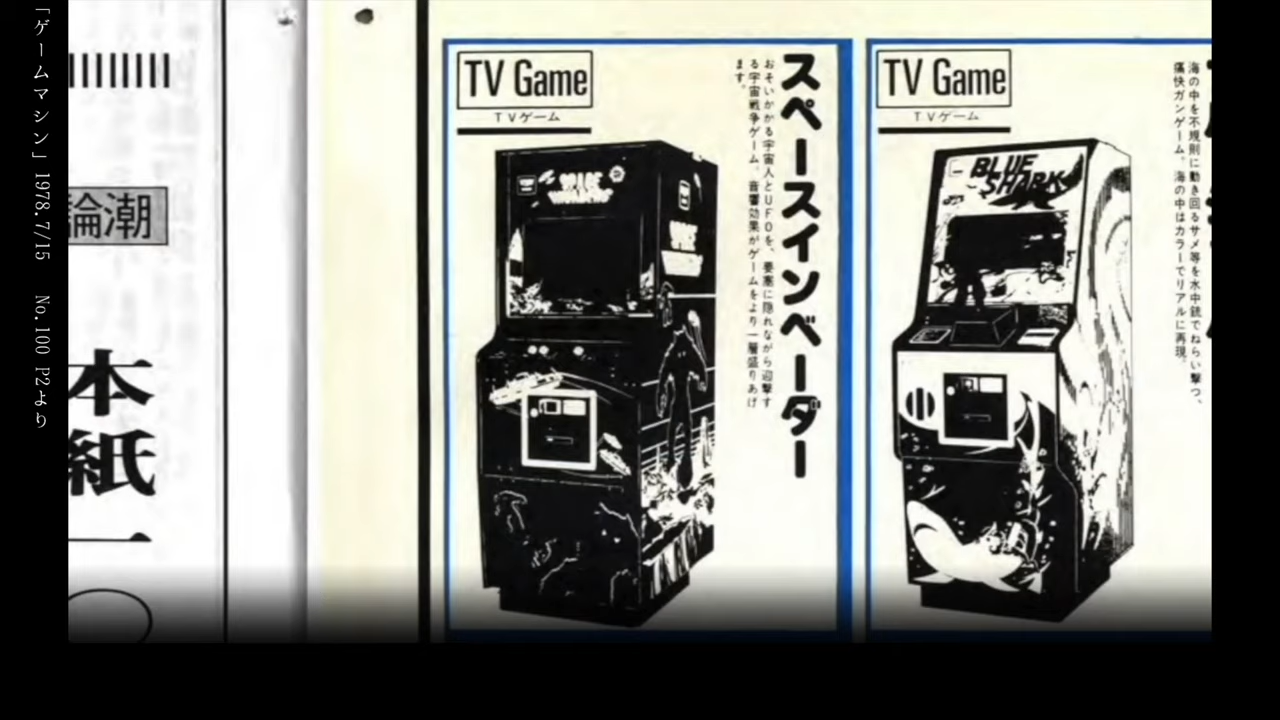 「ゲームマシン」1978.7/15 No.100 P2より
論潮
本紙一
TV Game
TVゲーム
スペースインベーダー
おそいかかる宇宙人とUFOを、要塞に隠れながら迎撃す
る宇宙戦争ゲーム。音響効果がゲームをより一層盛りあげ
ます。
SPACE
INVADERS
TV Game
TVゲーム
海の中を不規則に動き回るサメ等を水中銃でねらい撃つ、
痛快ガンゲーム。海の中はカラーでリアルに再現。
BLUE
SHARK